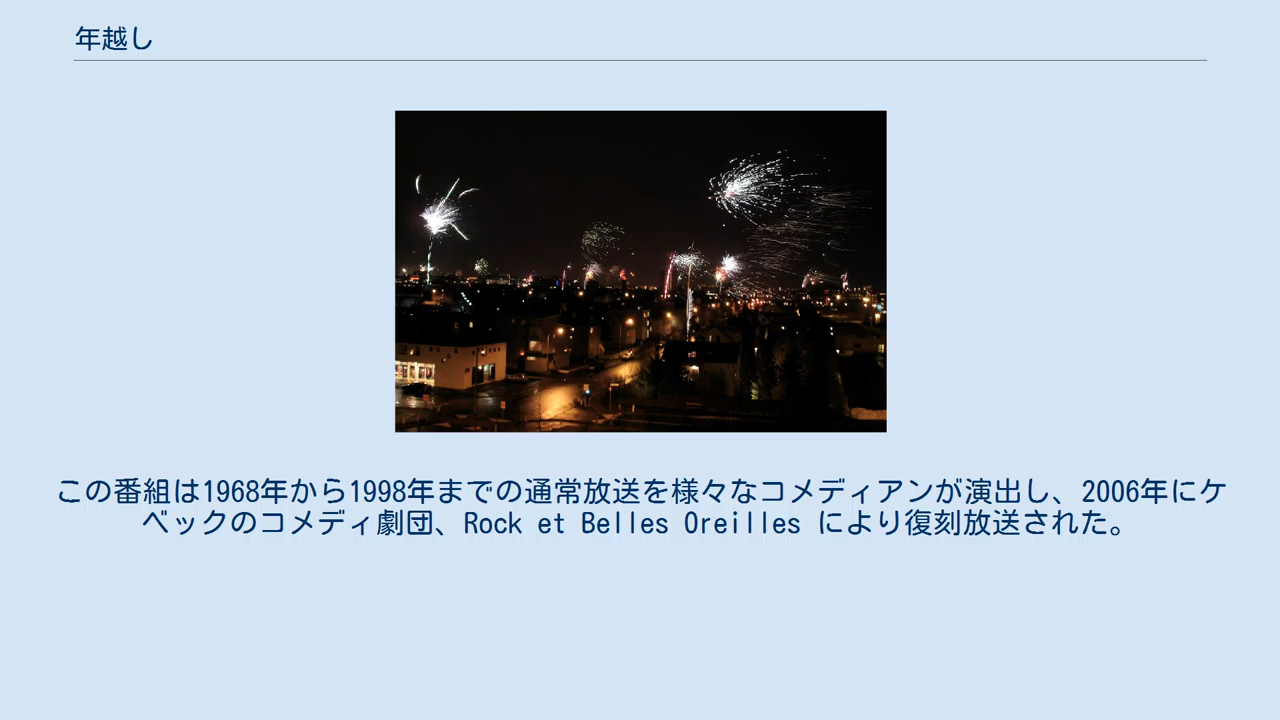 年越し
この番組は1968年から1998年までの通常放送を様々なコメディアンが演出し、2006年にケ
ベックのコメディ劇団、Rock et Belles Oreilles により復刻放送された。